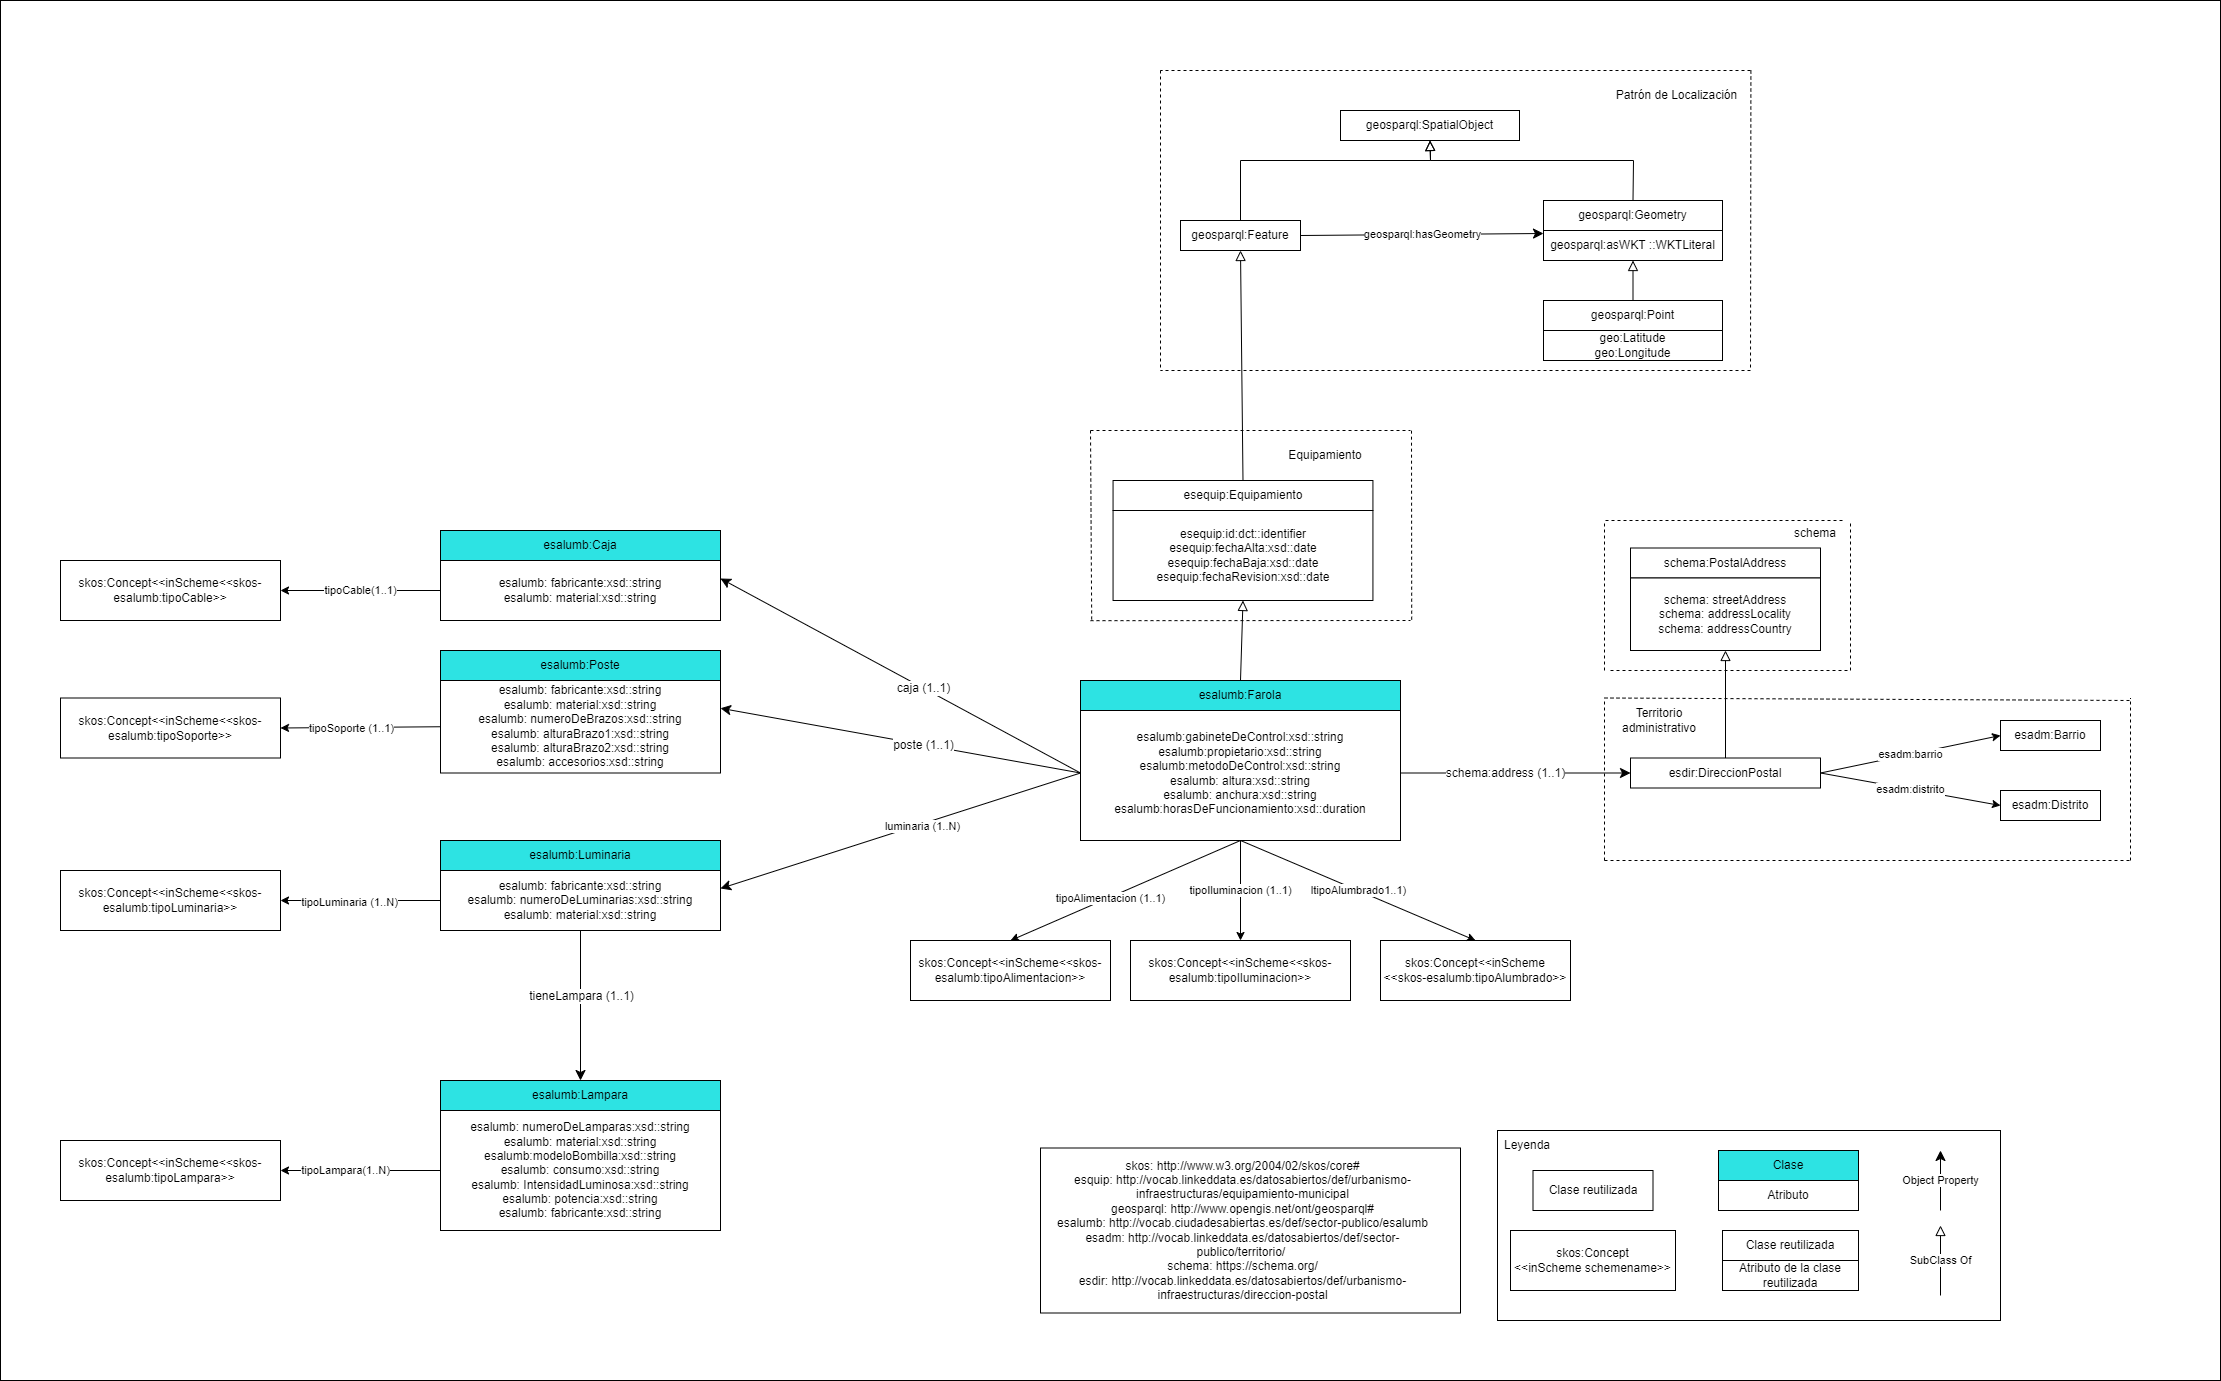 Patrón de Localización
geosparql:SpatialObject
geosparql:Feature
geosparql:hasGeometry
geosparql:Geometry
geosparql:asWKT ::WKTLiteral
geosparql:Point
geo:Latitude
geo:Longitude
Equipamiento
esequip:Equipamiento
esequip:id:dct::identifier
esequip:fechaAlta:xsd::date
esequip:fechaBaja:xsd::date
esequip:fechaRevision:xsd::date
schema
schema:PostalAddress
schema: streetAddress
schema: addressLocality
schema: addressCountry
esalumb:Caja
esalumb: fabricante:xsd::string
esalumb: material:xsd::string
tipoCable(1..1)
skos:Concept<<inScheme<<skos-
esalumb:tipoCable>>
esalumb:Poste
esalumb: fabricante:xsd::string
esalumb: material:xsd::string
esalumb: numeroDeBrazos:xsd::string
esalumb: alturaBrazo1:xsd::string
esalumb: alturaBrazo2:xsd::string
esalumb: accesorios:xsd::string
tipoSoporte (1..1)
skos:Concept<<inScheme<<skos-
esalumb:tipoSoporte>>
caja (1..1)
poste (1..1)
luminaria (1..N)
esalumb:Farola
esalumb:gabineteDeControl:xsd::string
esalumb:propietario:xsd::string
esalumb:metodoDeControl:xsd::string
esalumb: altura:xsd::string
esalumb: anchura:xsd::string
esalumb:horasDeFuncionamiento:xsd::duration
schema:address (1..1)
Territorio
administrativo
esdir:DireccionPostal
esadm:barrio
esadm:distrito
esadm:Barrio
esadm:Distrito
esalumb:Luminaria
esalumb: fabricante:xsd::string
esalumb: numeroDeLuminarias:xsd::string
esalumb: material:xsd::string
tipoLuminaria (1..N)
skos:Concept<<inScheme<<skos-
esalumb:tipoLuminaria>>
tipoAlimentacion (1..1)
tipoIluminacion (1..1)
ltipoAlumbrado1..1)
skos:Concept<<inScheme<<skos-
esalumb:tipoAlimentacion>>
skos:Concept<<inScheme<<skos-
esalumb:tipoIluminacion>>
skos:Concept<<inScheme
<<skos-esalumb:tipoAlumbrado>>
tieneLampara (1..1)
esalumb:Lampara
esalumb: numeroDeLamparas:xsd::string
esalumb: material:xsd::string
esalumb:modeloBombilla:xsd::string
esalumb: consumo:xsd::string
esalumb: IntensidadLuminosa:xsd::string
esalumb: potencia:xsd::string
esalumb: fabricante:xsd::string
tipoLampara(1..N)
skos:Concept<<inScheme<<skos-
esalumb:tipoLampara>>
skos: http://www.w3.org/2004/02/skos/core#
esquip: http://vocab.linkeddata.es/datosabiertos/def/urbanismo-
infraestructuras/equipamiento-municipal
geosparql: http://www.opengis.net/ont/geosparql#
esalumb: http://vocab.ciudadesabiertas.es/def/sector-publico/esalumb
esadm: http://vocab.linkeddata.es/datosabiertos/def/sector-
publico/territorio/
schema: https://schema.org/
esdir: http://vocab.linkeddata.es/datosabiertos/def/urbanismo-
infraestructuras/direccion-postal
Leyenda
Clase reutilizada
Clase
Atributo
Object Property
skos:Concept
<<inScheme schemename>>
Clase reutilizada
Atributo de la clase
reutilizada
SubClass Of